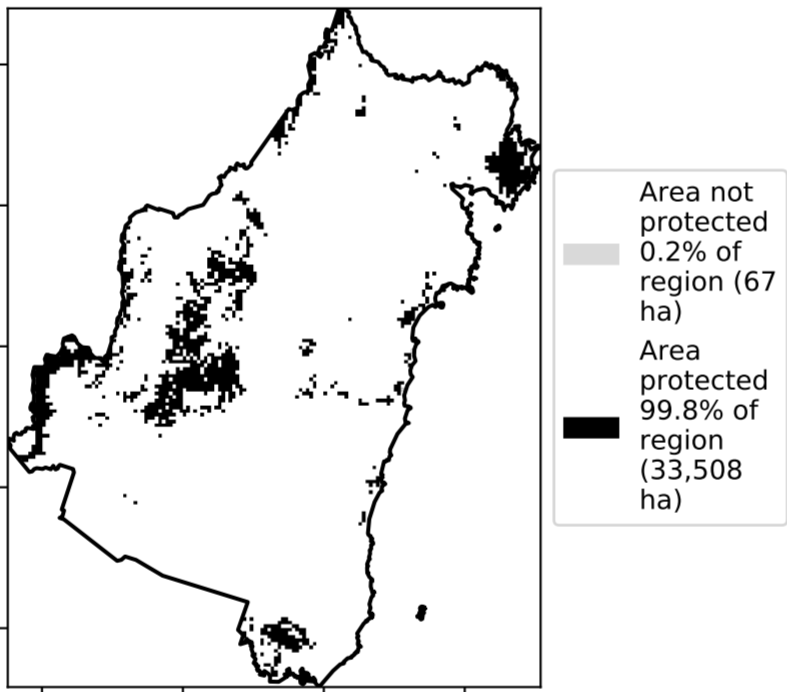 Area not
protected
0.2% of
region (67
ha)
Area
protected
99.8% of
region
(33,508
ha)